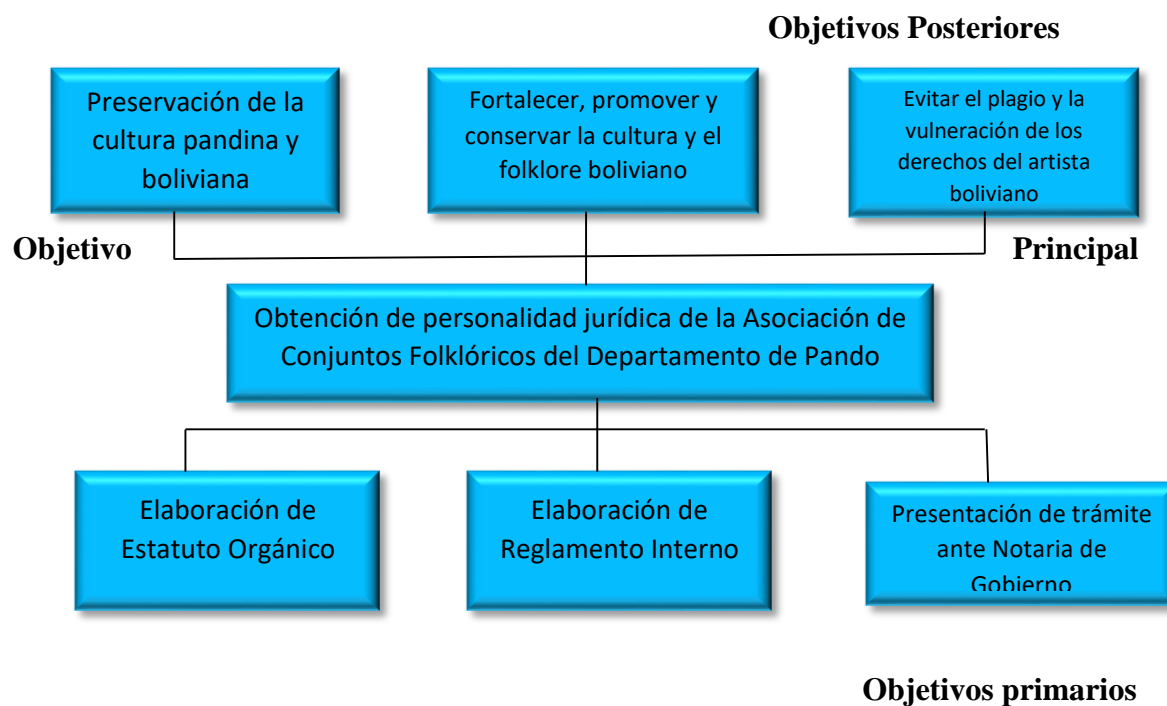 Objetivos Posteriores
Preservación de la
cultura pandina y
boliviana
Fortalecer, promover y
conservar la cultura y el
folklore boliviano
Evitar el plagio y la
vulneración de los
derechos del artista
boliviano
Objetivo
Principal
Obtención de personalidad jurídica de la Asociación de
Conjuntos Folklóricos del Departamento de Pando
Elaboración de
Estatuto Orgánico
Elaboración de
Reglamento Interno
Presentación de trámite
ante Notaria de
Gobierno
Objetivos primarios